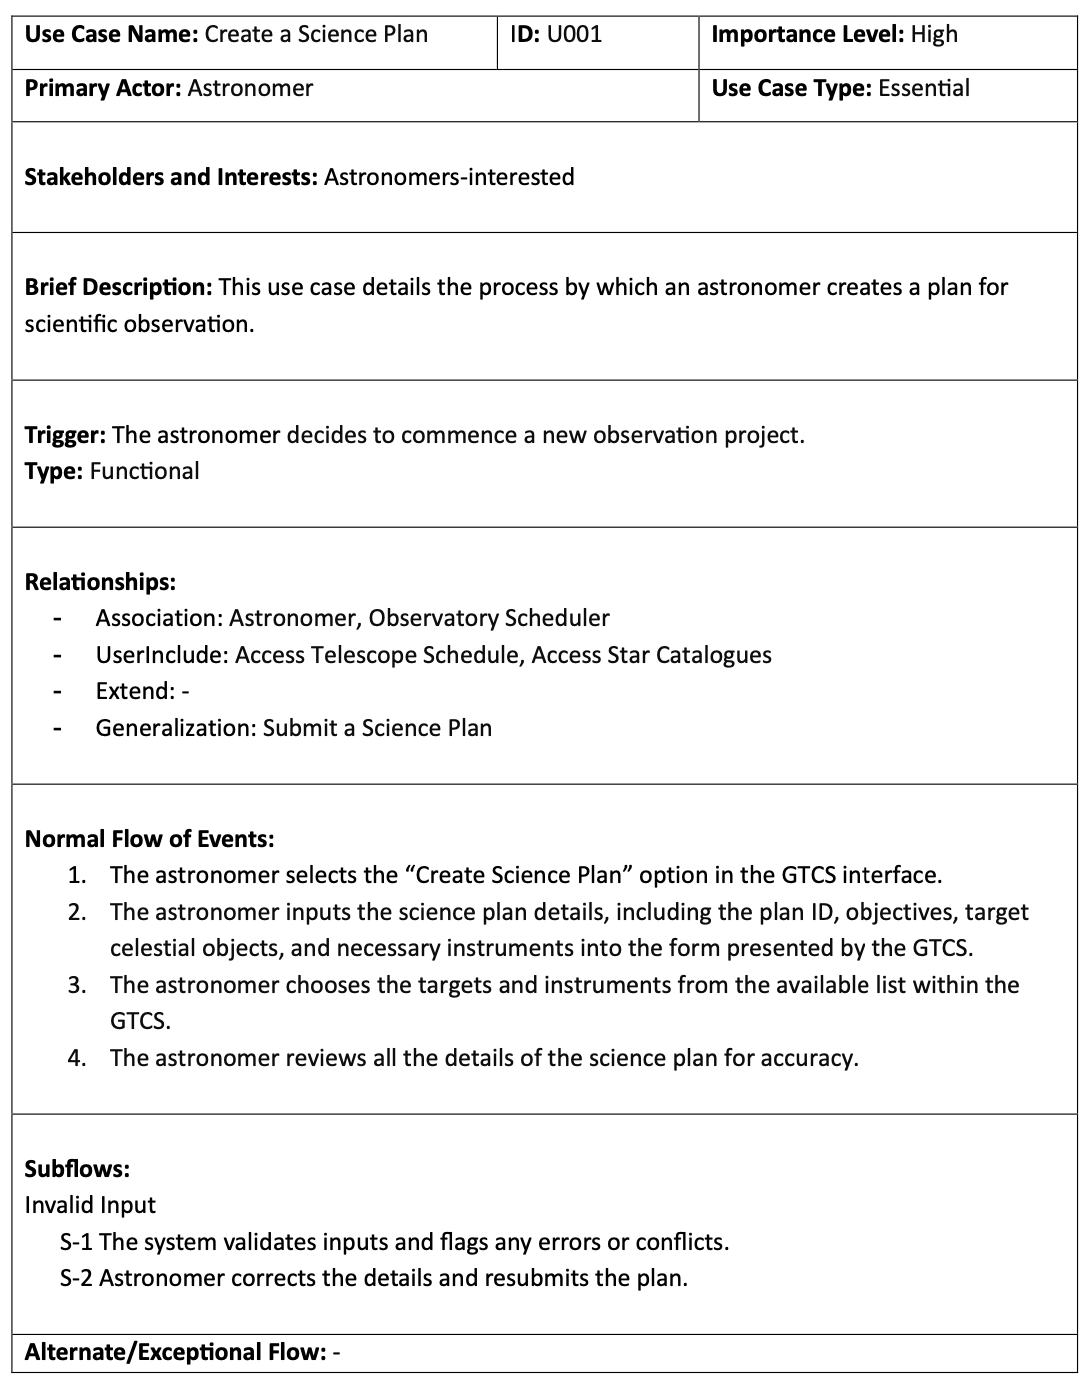 Use Case Name: Create a Science Plan
ID: U001
Importance Level: High
Primary Actor: Astronomer
Use Case Type: Essential
Stakeholders and Interests: Astronomers-interested
Brief Description: This use case details the process by which an astronomer creates a plan for
scientific observation.
Trigger: The astronomer decides to commence a new observation project.
Type: Functional
Relationships:
- Association: Astronomer, Observatory Scheduler
- UserInclude: Access Telescope Schedule, Access Star Catalogues
- Extend: -
- Generalization: Submit a Science Plan
Normal Flow of Events:
1. The astronomer selects the “Create Science Plan” option in the GTCS interface.
2. The astronomer inputs the science plan details, including the plan ID, objectives, target
celestial objects, and necessary instruments into the form presented by the GTCS.
3. The astronomer chooses the targets and instruments from the available list within the
GTCS.
4. The astronomer reviews all the details of the science plan for accuracy.
Subflows:
Invalid Input
S-1 The system validates inputs and flags any errors or conflicts.
S-2 Astronomer corrects the details and resubmits the plan.
Alternate/Exceptional Flow: -